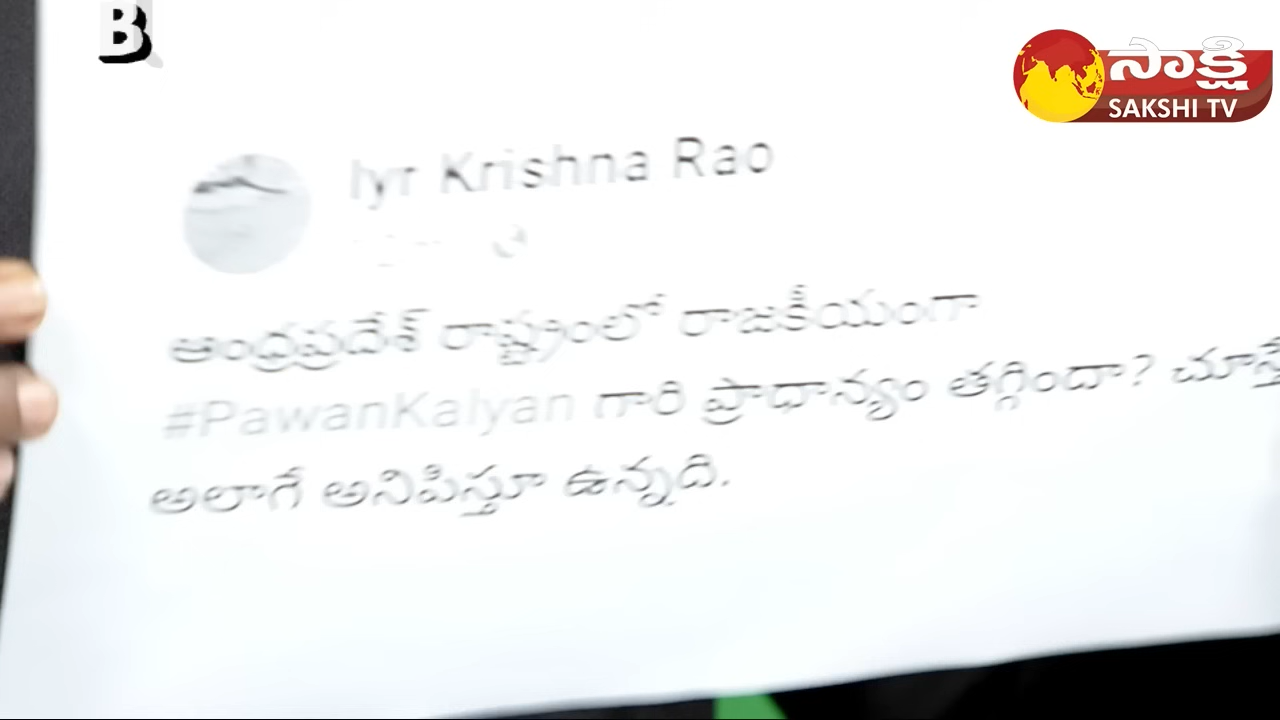 B
సాక్షి
SAKSHI TV
Iyr Krishna Rao
ఆంధ్రప్రదేశ్ రాష్ట్రంలో రాజకీయంగా
#PawanKalyan గారి ప్రాధాన్యం తగ్గిందా? చూస్తే
అలాగే అనిపిస్తూ ఉన్నది.